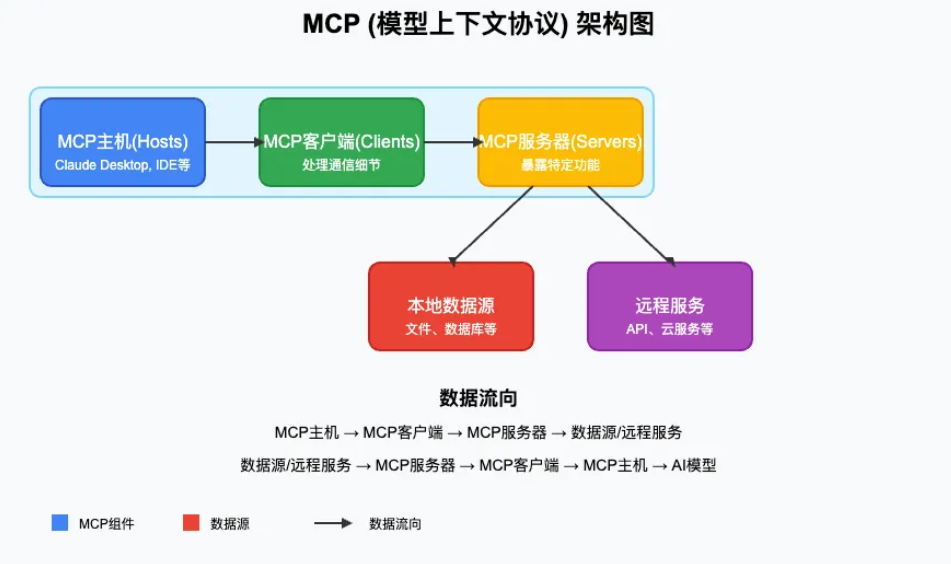 MCP (模型上下文协议) 架构图
MCP主机(Hosts)
Claude Desktop, IDE等
MCP客户端(Clients)
处理通信细节
MCP服务器(Servers)
暴露特定功能
本地数据源
文件、数据库等
远程服务
API、云服务等
数据流向
MCP主机 → MCP客户端 → MCP服务器 → 数据源/远程服务
数据源/远程服务 → MCP服务器 → MCP客户端 → MCP主机 → AI模型
MCP组件
数据源
数据流向